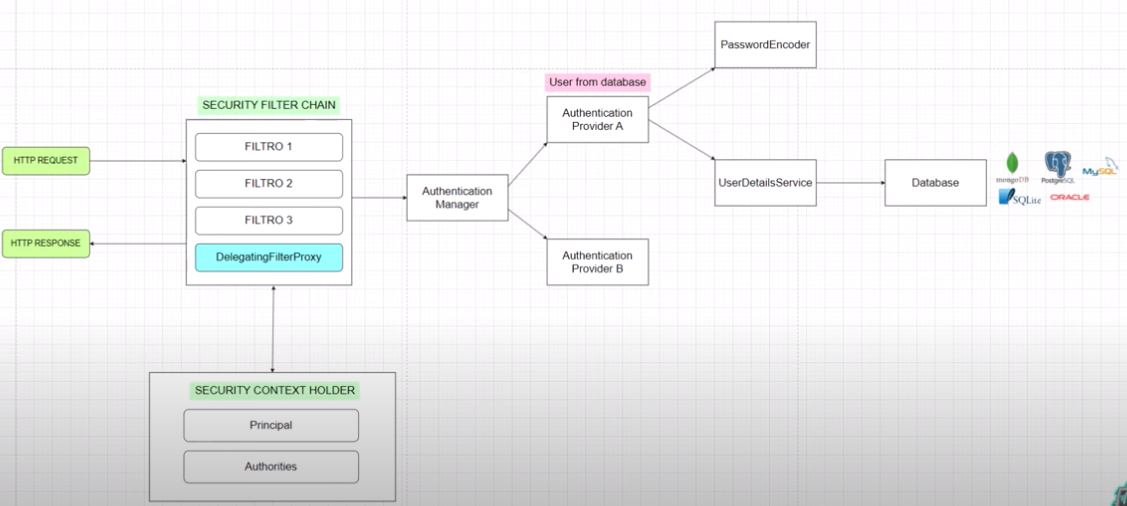 PasswordEncoder
User from database
SECURITY FILTER CHAIN
Authentication
Provider A
HTTP REQUEST
FILTRO 1
FILTRO 2
FILTRO 3
DelegatingFilterProxy
HTTP RESPONSE
Authentication
Manager
UserDetailsService
Database
mongoDB
PostgreSQL
MySQL
SQLite
ORACLE
Authentication
Provider B
SECURITY CONTEXT HOLDER
Principal
Authorities